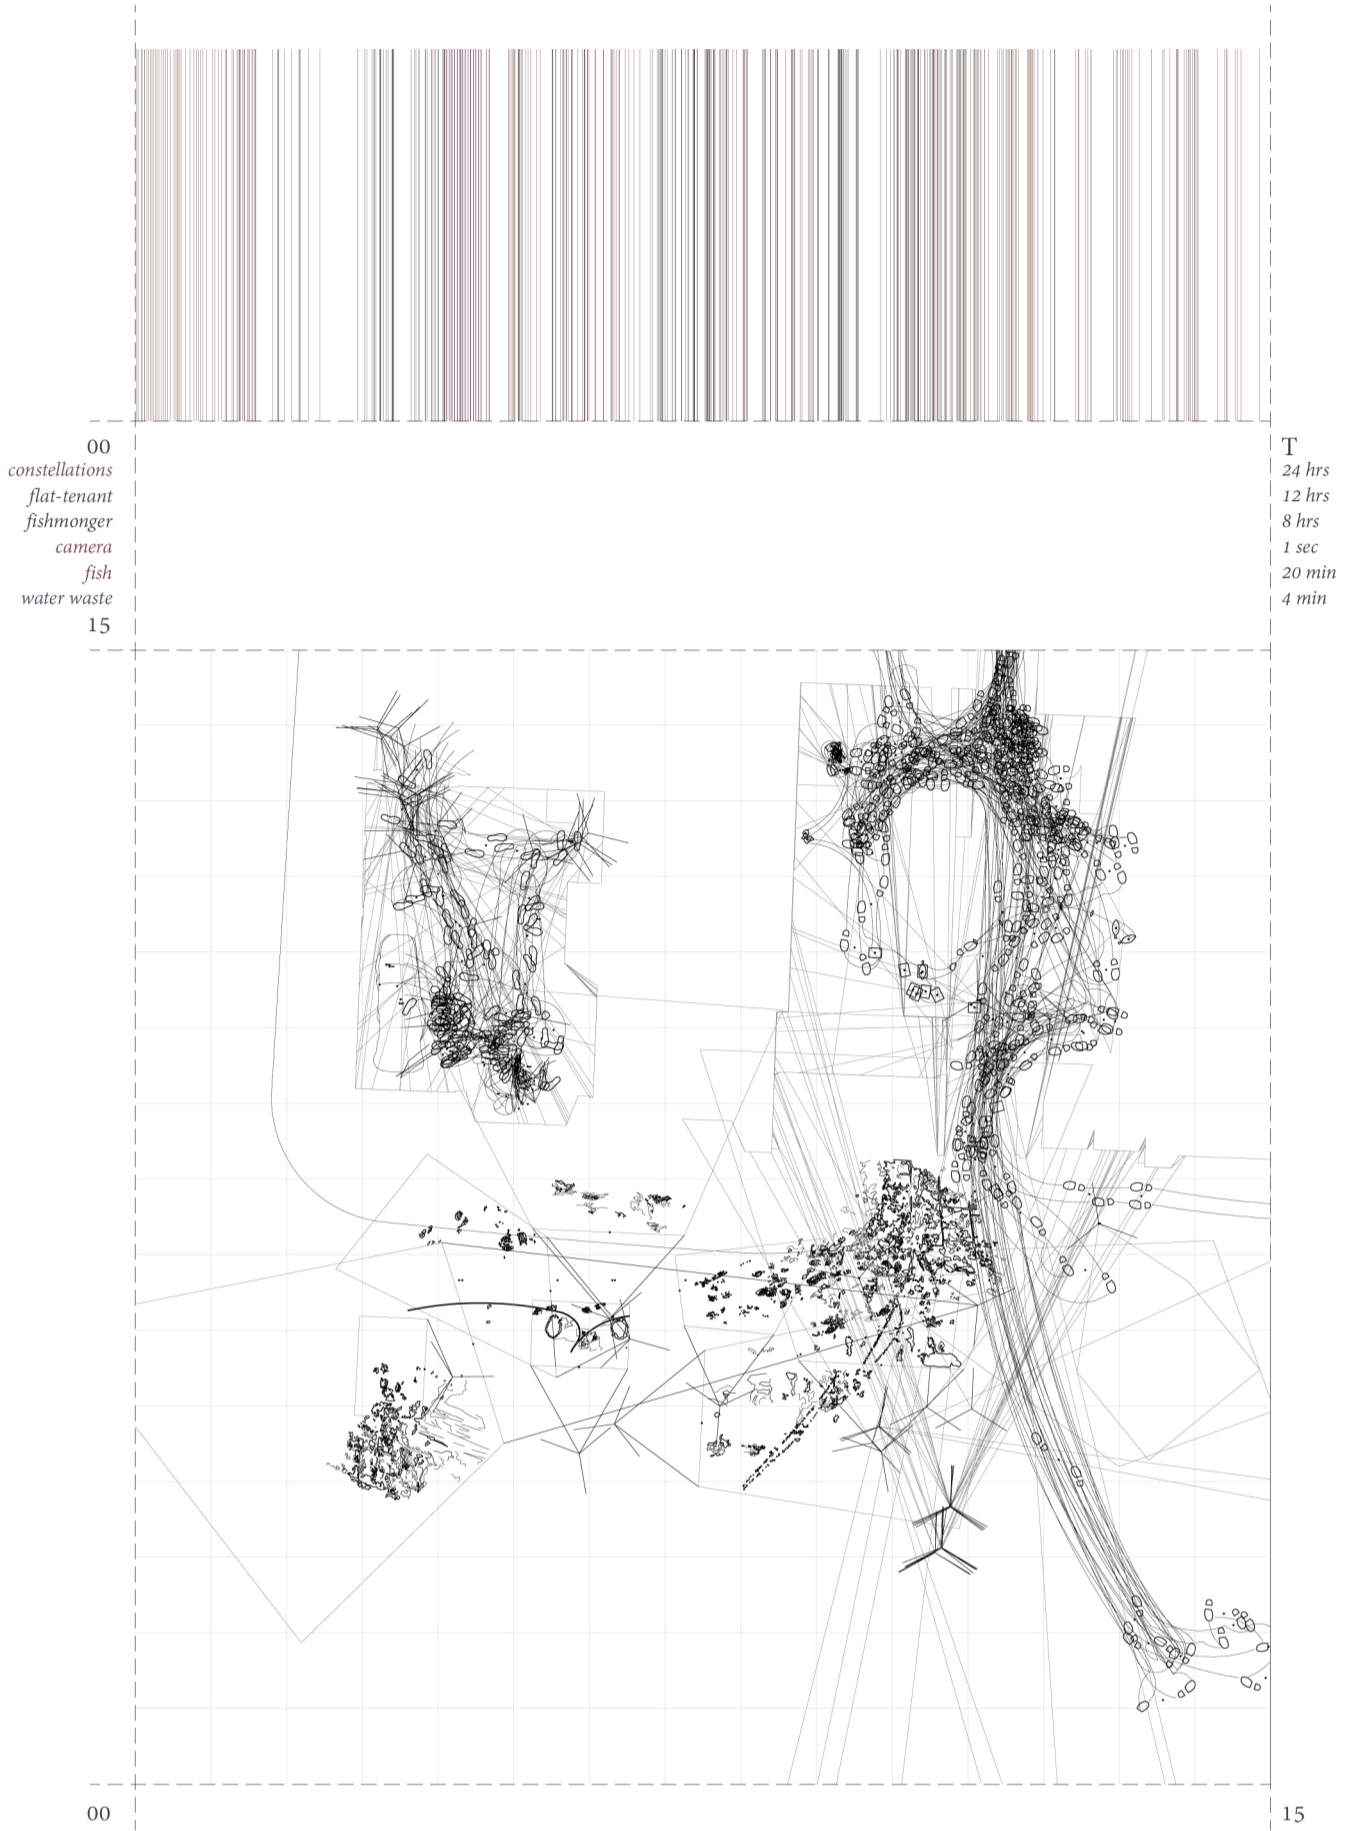 00 T
constellations 24 hrs
flat-tenant 12 hrs
fishmonger 8 hrs
camera 1 sec
fish 20 min
water waste 4 min
15
00 15